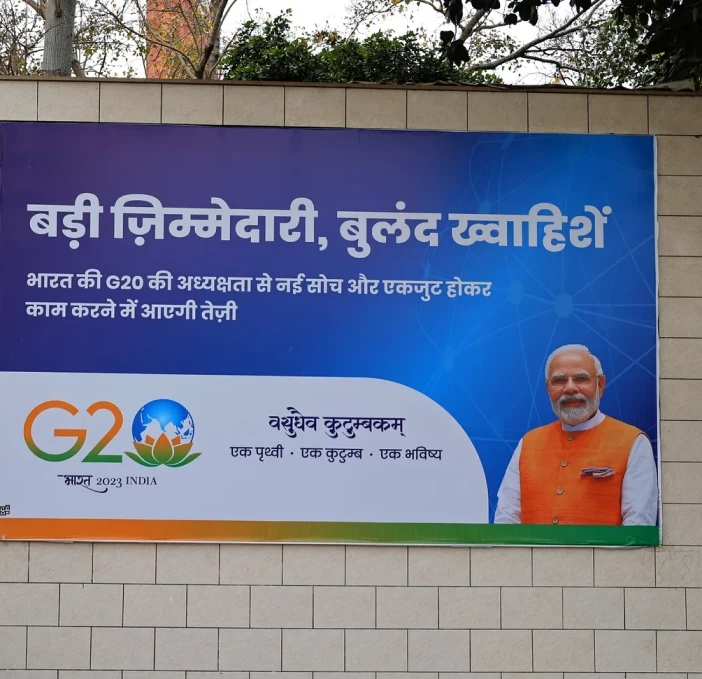 बड़ी ज़िम्मेदारी, बुलंद ख्वाहिशें
भारत की G20 की अध्यक्षता से नई सोच और एकजुट होकर
काम करने में आएगी तेज़ी
G20
भारत 2023 INDIA
वसुधैव कुटुम्बकम्
एक पृथ्वी · एक कुटुम्ब · एक भविष्य